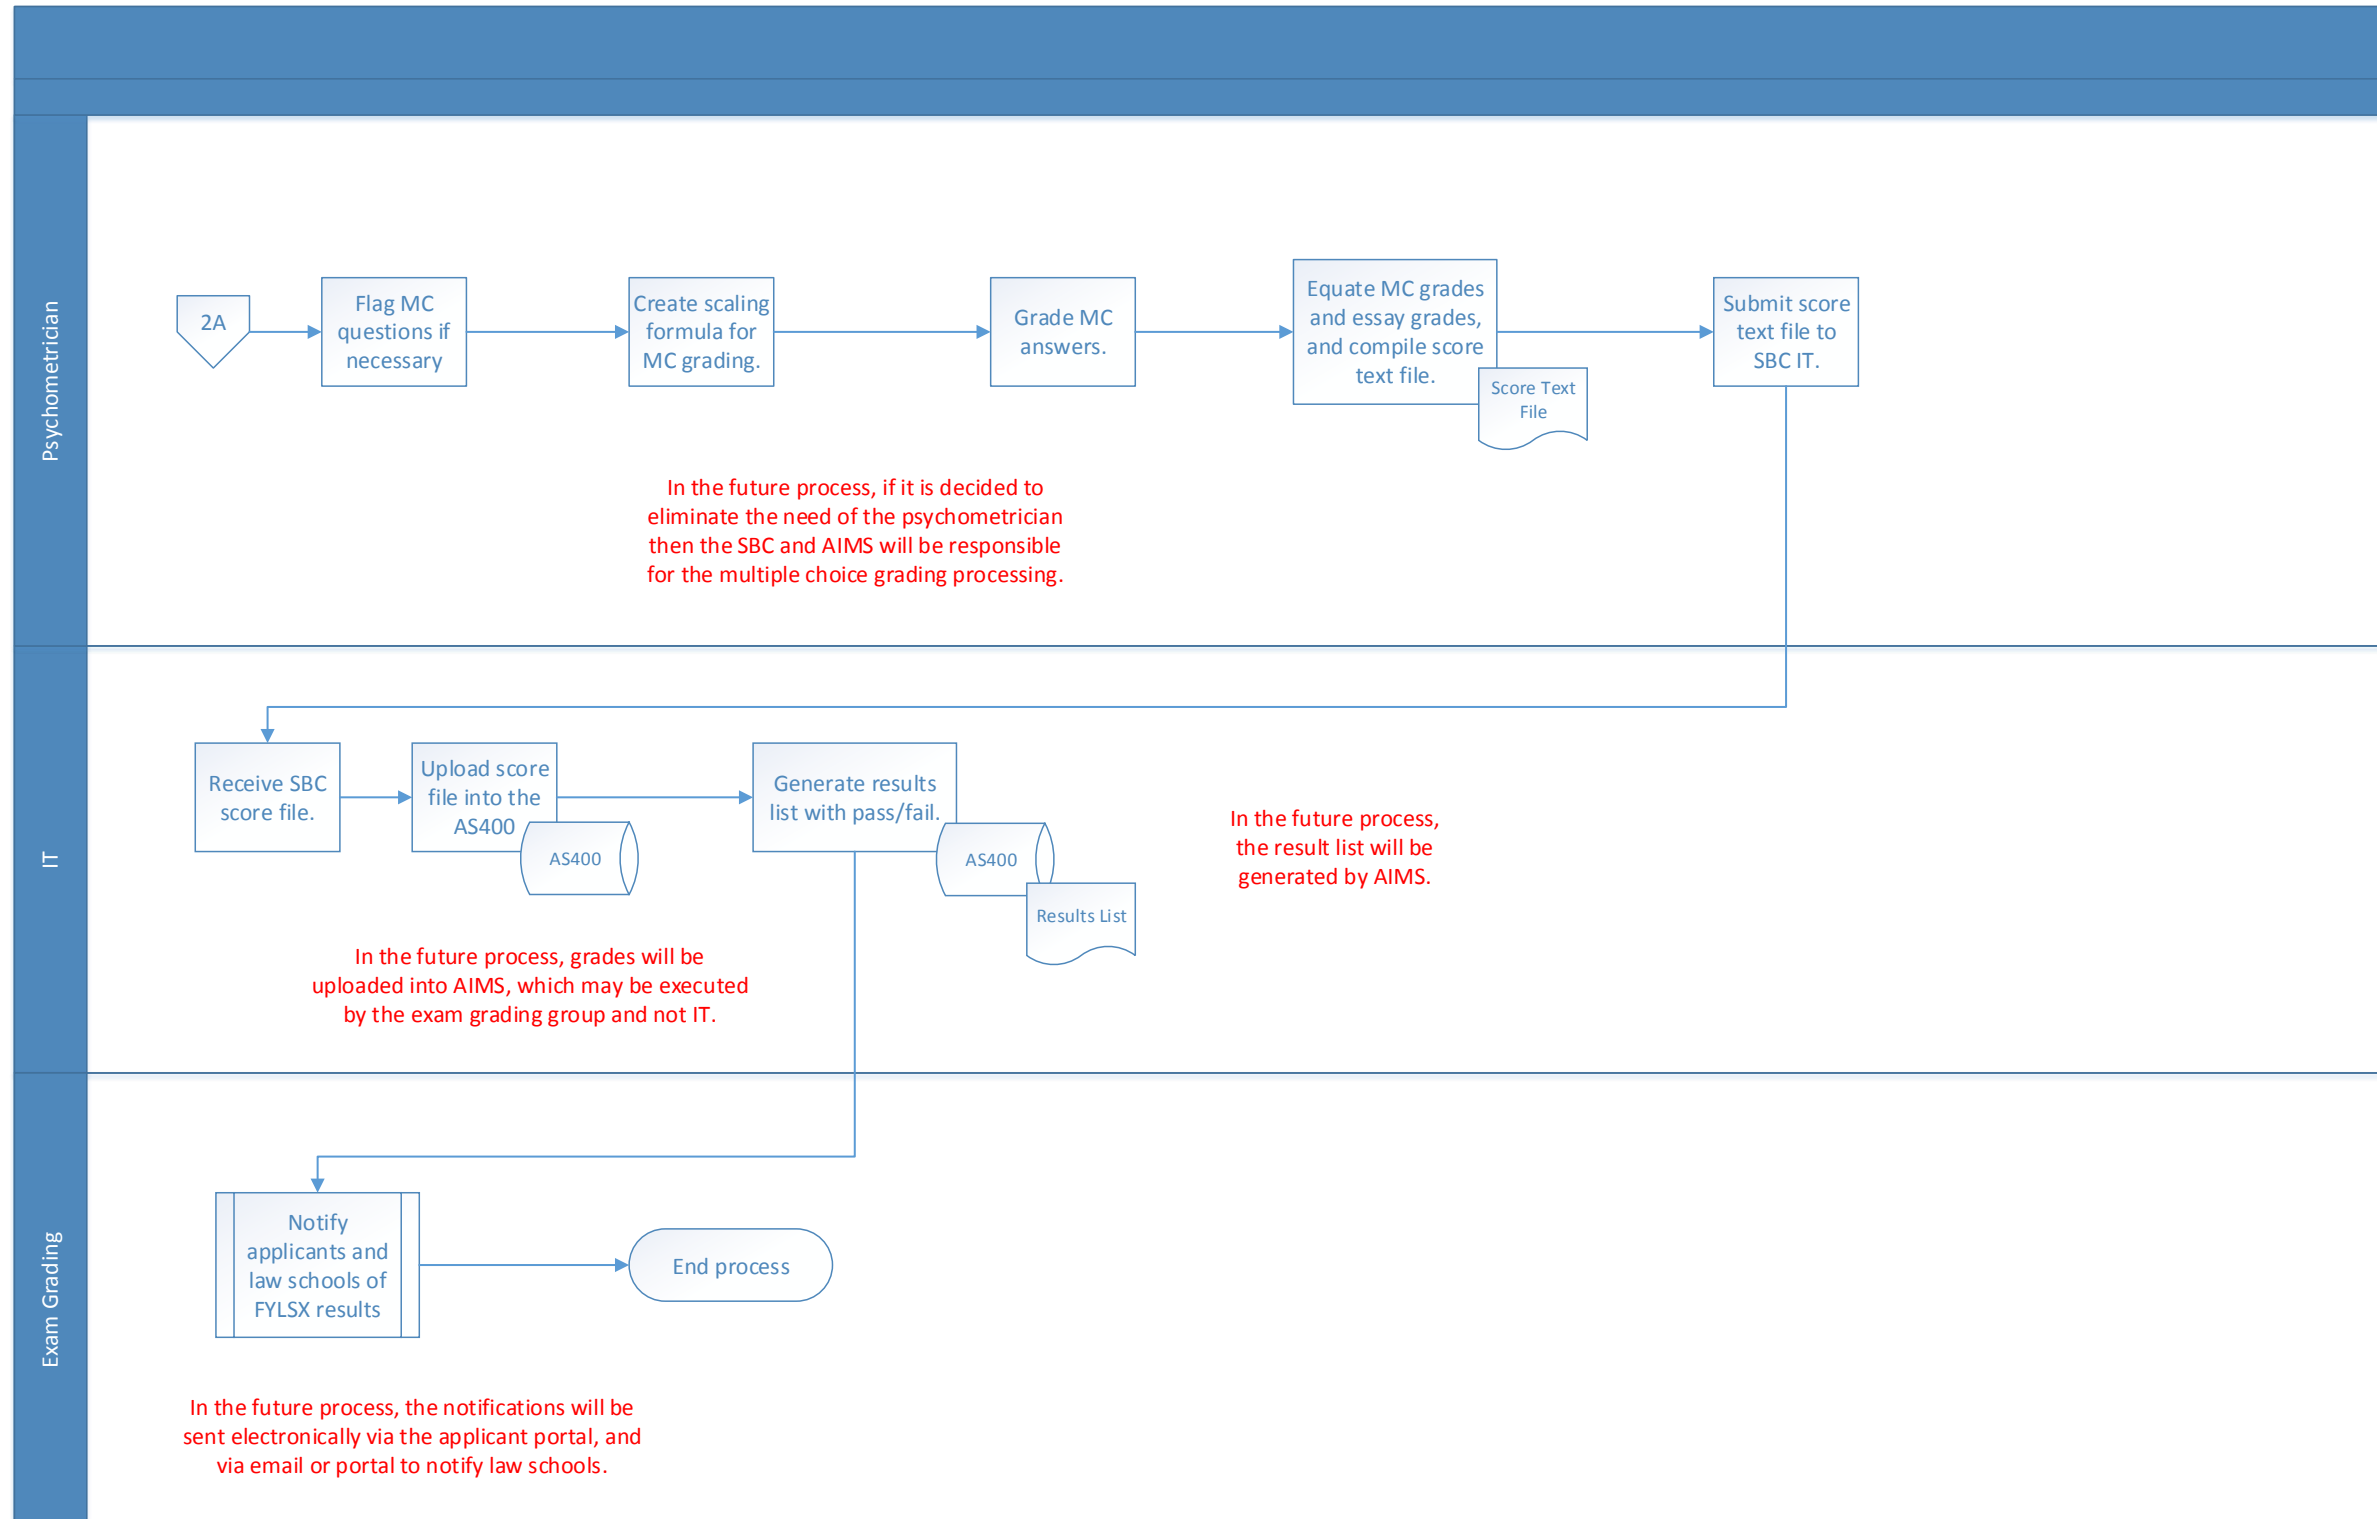 Psychometrician
2A
Flag MC
questions if
necessary
Create scaling
formula for
MC grading.
Grade MC
answers.
Equate MC grades
and essay grades,
and compile score
text file.
Score Text
File
Submit score
text file to
SBC IT.
In the future process, if it is decided to
eliminate the need of the psychometrician
then the SBC and AIMS will be responsible
for the multiple choice grading processing.
IT
Receive SBC
score file.
Upload score
file into the
AS400
AS400
Generate results
list with pass/fail.
AS400
Results List
In the future process,
the result list will be
generated by AIMS.
In the future process, grades will be
uploaded into AIMS, which may be executed
by the exam grading group and not IT.
Exam Grading
Notify
applicants and
law schools of
FYLSX results
End process
In the future process, the notifications will be
sent electronically via the applicant portal, and
via email or portal to notify law schools.